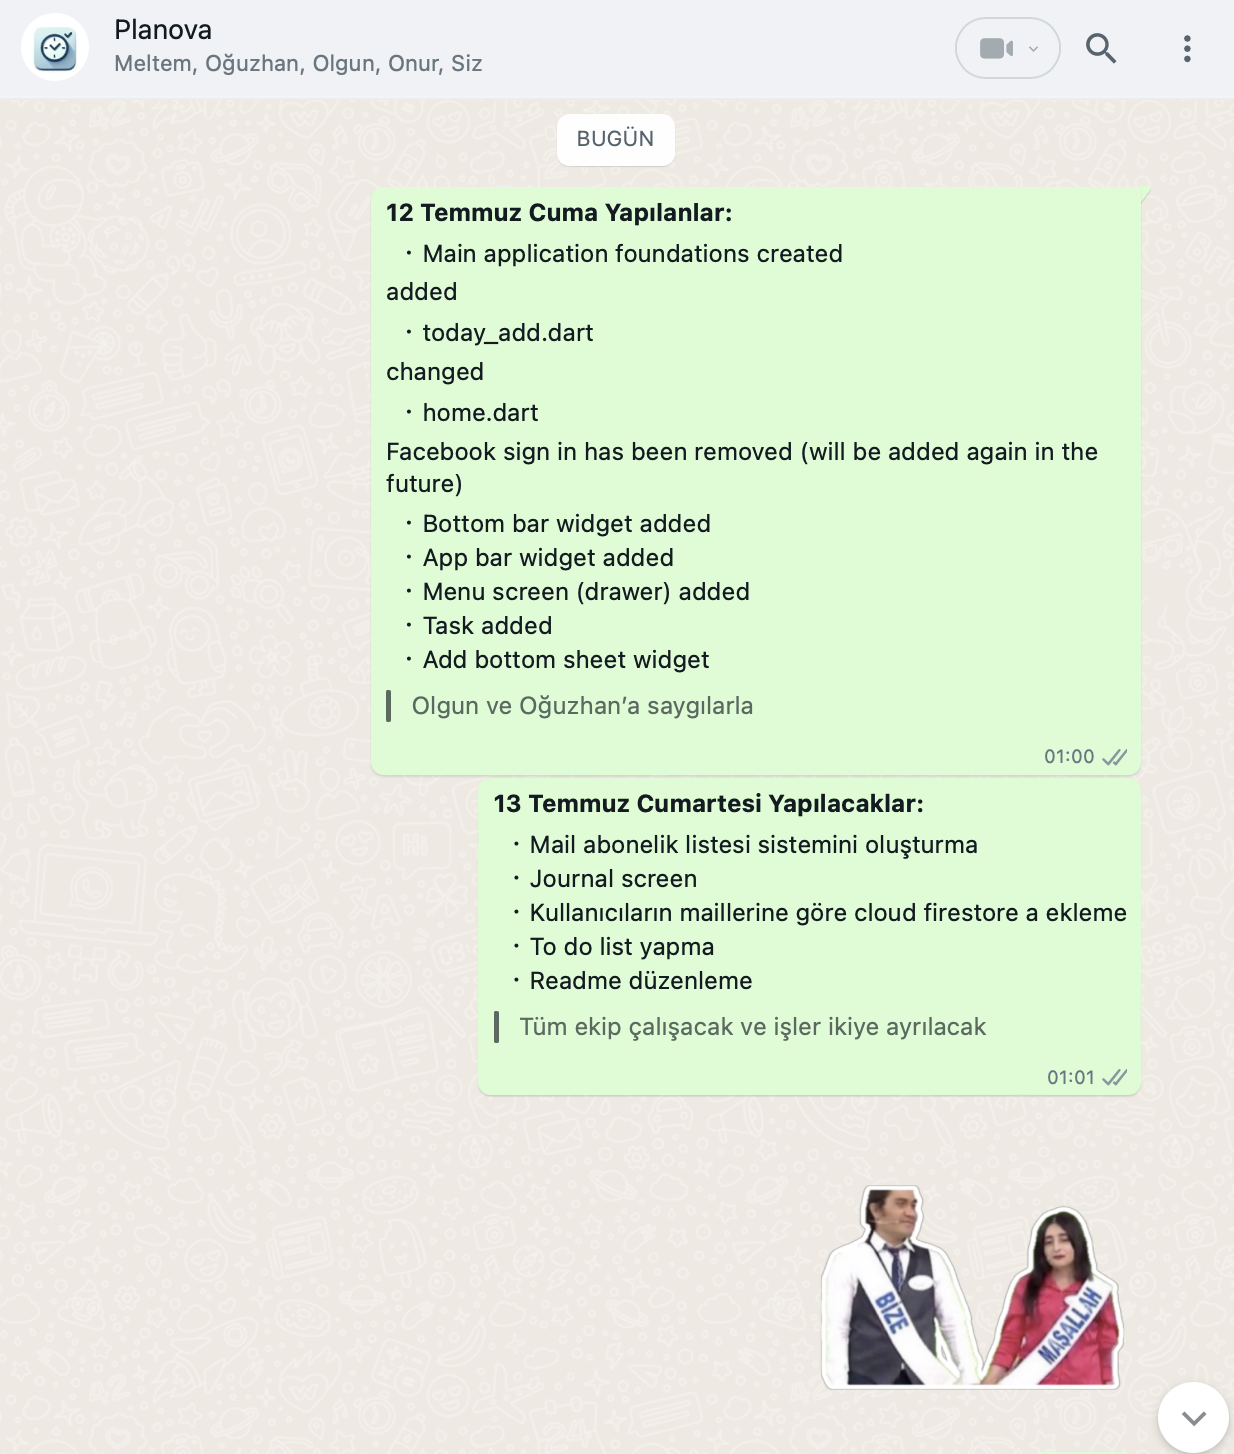 Planova
Meltem, Oğuzhan, Olgun, Onur, Siz
BUGÜN
12 Temmuz Cuma Yapılanlar:
• Main application foundations created
added
• today_add.dart
changed
• home.dart
Facebook sign in has been removed (will be added again in the
future)
• Bottom bar widget added
• App bar widget added
• Menu screen (drawer) added
• Task added
• Add bottom sheet widget
Olgun ve Oğuzhan’a saygılarla
01:00
13 Temmuz Cumartesi Yapılacaklar:
• Mail abonelik listesi sistemini oluşturma
• Journal screen
• Kullanıcıların maillerine göre cloud firestore a ekleme
• To do list yapma
• Readme düzenleme
Tüm ekip çalışacak ve işler ikiye ayrılacak
01:01
BİZE
MAŞALLAH